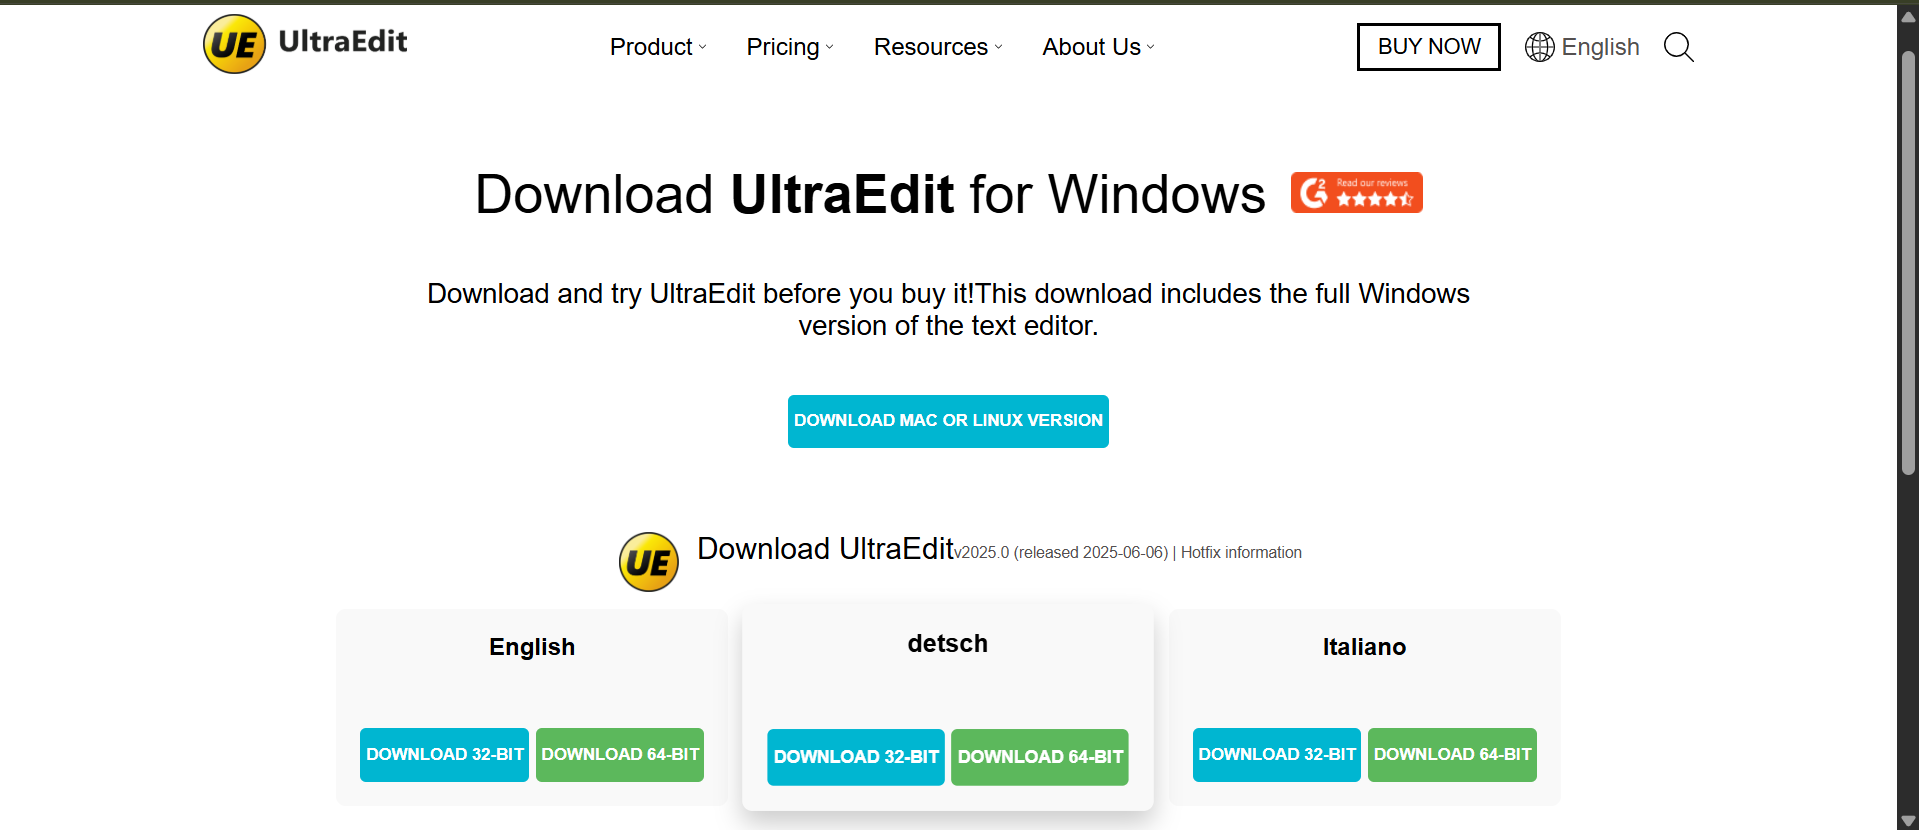 UE UltraEdit
Product Pricing Resources About Us BUY NOW English
Download UltraEdit for Windows
G2 Read our reviews
Download and try UltraEdit before you buy it!This download includes the full Windows
version of the text editor.
DOWNLOAD MAC OR LINUX VERSION
UE Download UltraEditv2025.0 (released 2025-06-06) | Hotfix information
English
DOWNLOAD 32-BIT DOWNLOAD 64-BIT
detsch
DOWNLOAD 32-BIT DOWNLOAD 64-BIT
Italiano
DOWNLOAD 32-BIT DOWNLOAD 64-BIT